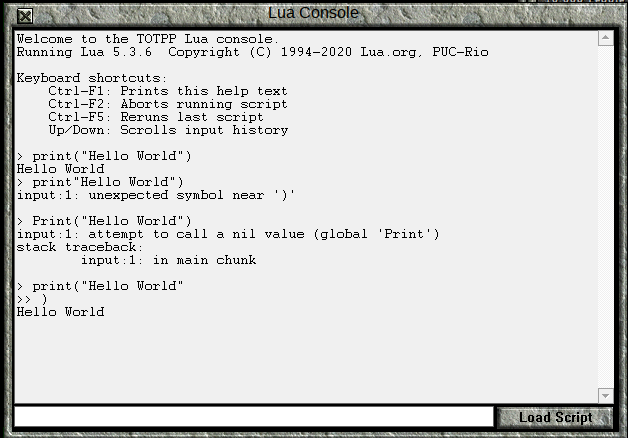 Lua Console
Welcome to the TOTPP Lua console.
Running Lua 5.3.6  Copyright (C) 1994-2020 Lua.org, PUC-Rio
Keyboard shortcuts:
    Ctrl-F1: Prints this help text
    Ctrl-F2: Aborts running script
    Ctrl-F5: Reruns last script
    Up/Down: Scrolls input history
> print("Hello World")
Hello World
> print"Hello World")
input:1: unexpected symbol near ')'
> Print("Hello World")
input:1: attempt to call a nil value (global 'Print')
stack traceback:
        input:1: in main chunk
> print("Hello World"
>> )
Hello World
Load Script